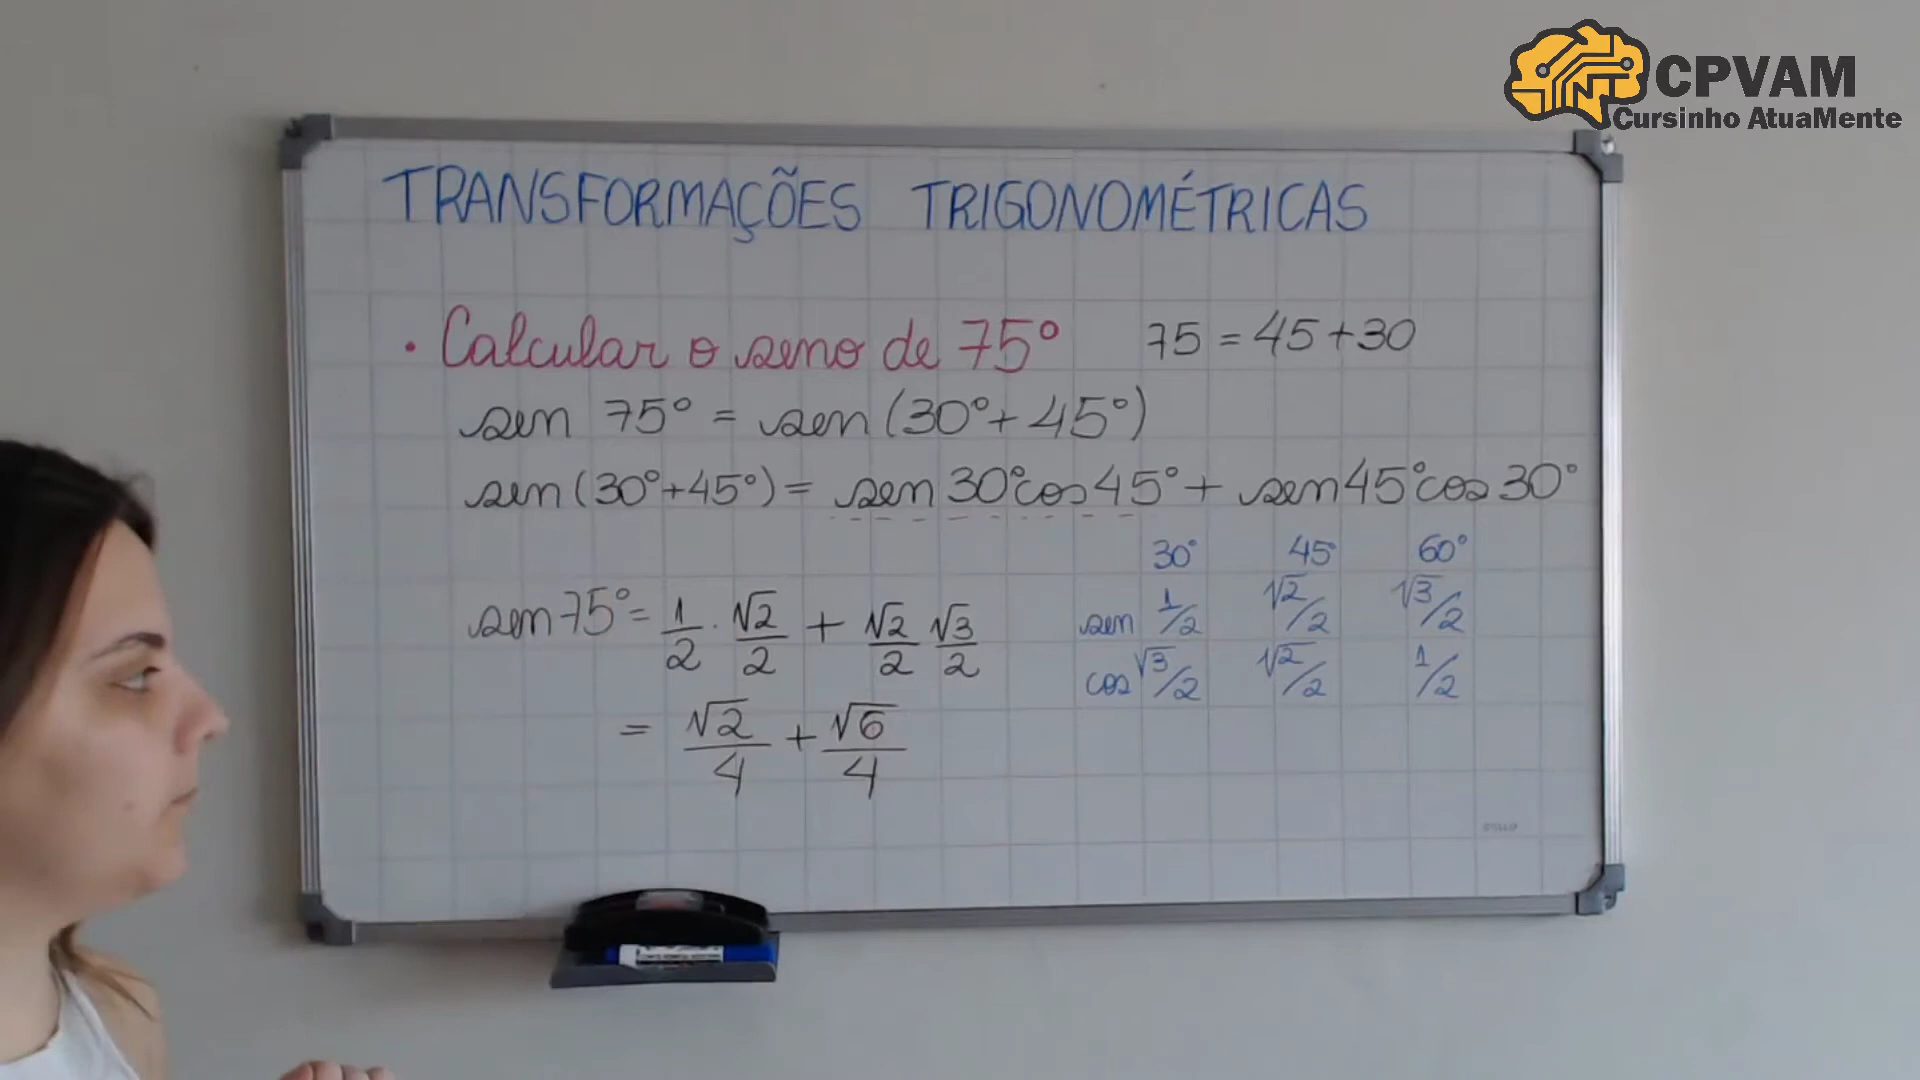 CPVAM
Cursinho AtuaMente
TRANSFORMAÇÕES TRIGONOMÉTRICAS
• Calcular o seno de 75° 75 = 45 + 30
sen 75° = sen (30° + 45°)
sen (30° + 45°) = sen 30° cos 45° + sen 45° cos 30°
30° 45° 60°
sen 1/2 √2/2 √3/2
cos √3/2 √2/2 1/2
sen 75° = 1/2 . √2/2 + √2/2 √3/2
= √2/4 + √6/4